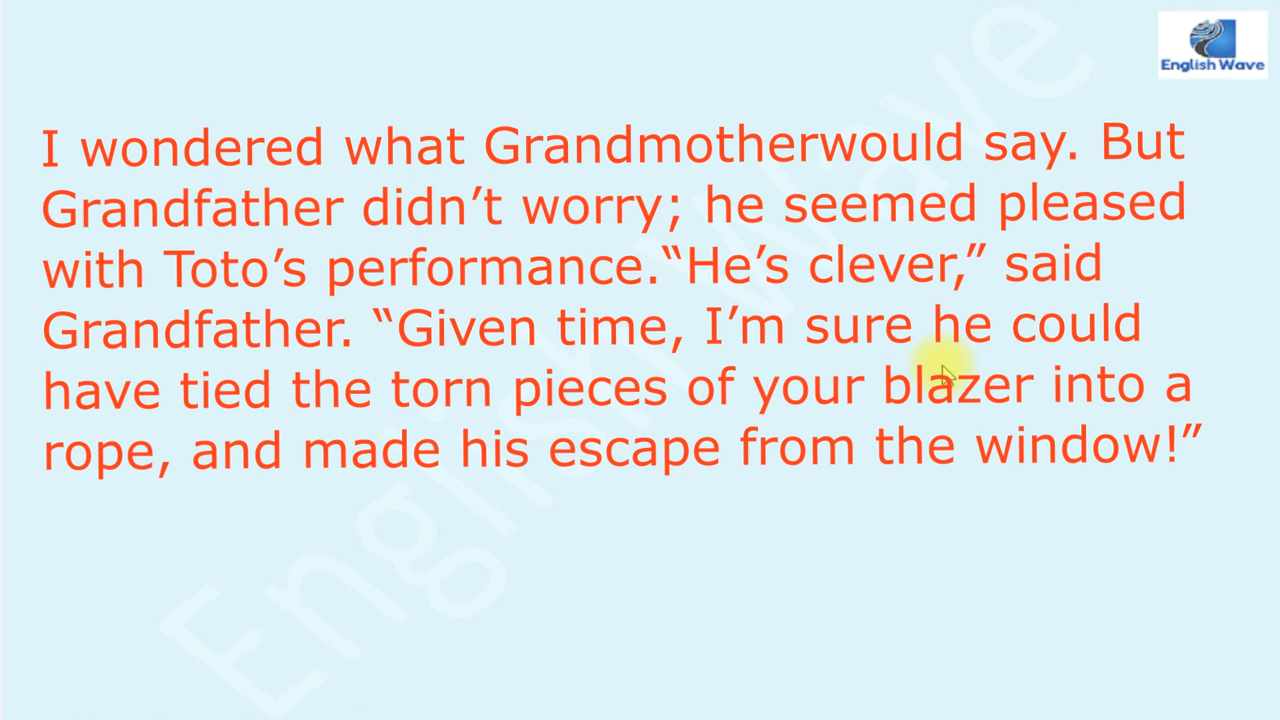 English Wave
I wondered what Grandmotherwould say. But
Grandfather didn’t worry; he seemed pleased
with Toto’s performance.“He’s clever,” said
Grandfather. “Given time, I’m sure he could
have tied the torn pieces of your blazer into a
rope, and made his escape from the window!”
English Wave